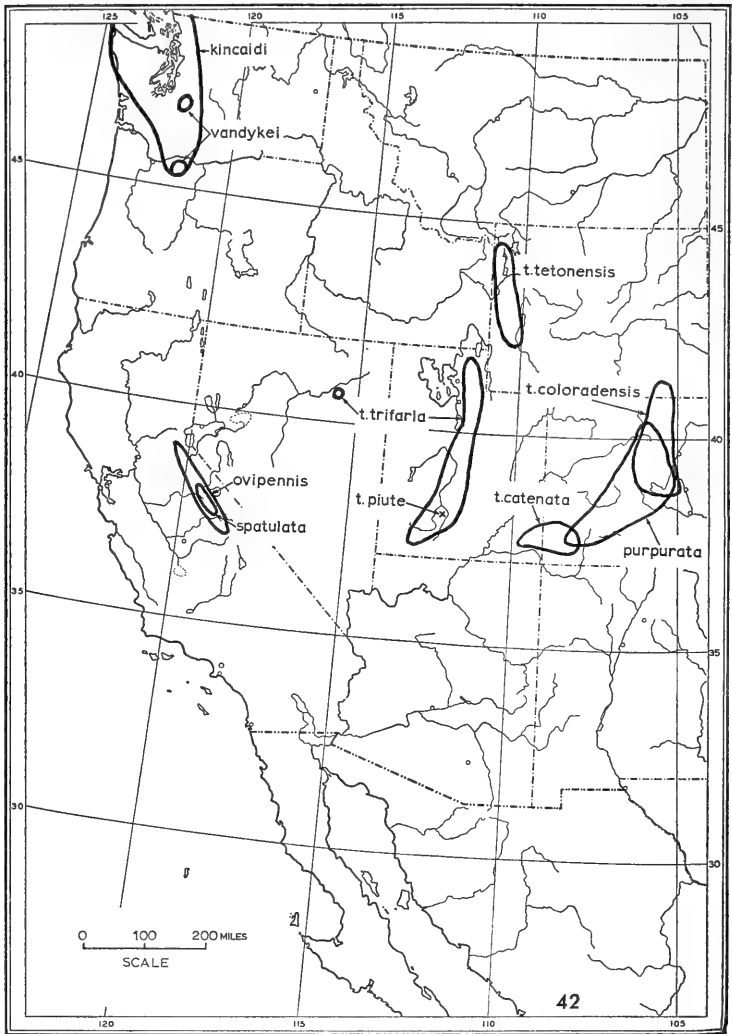 125 120 115 110 105
kincaidi
vandykei
45
45
t.tetonensis
t.coloradensis
40
40
t.trifaria
ovipennis
t.piute
t.catenata
spatulata
purpurata
35
35
30
30
0 100 200 MILES
SCALE
42
120 115 110 105